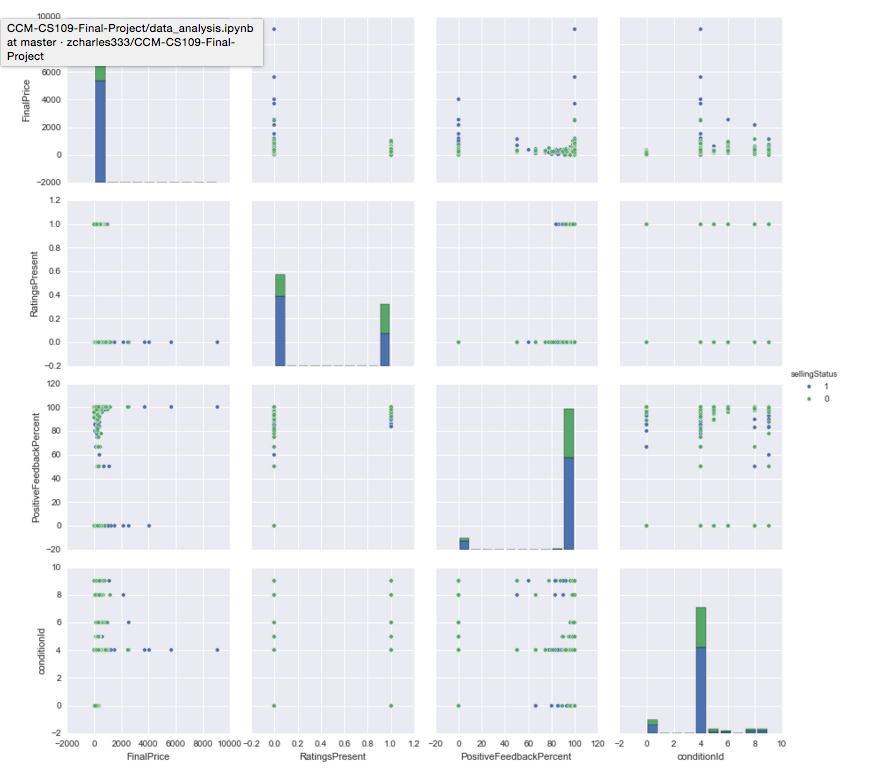 10000
CCM-CS109-Final-Project/data_analysis.ipynb
at master · zcharles333/CCM-CS109-Final-
Project
6000
4000
2000
0
−2000
FinalPrice
1.2
1.0
0.8
0.6
0.4
0.2
0.0
−0.2
RatingsPresent
sellingStatus
1
0
120
100
80
60
40
20
0
−20
PositiveFeedbackPercent
10
8
6
4
2
0
−2
conditionId
−2000 0 2000 4000 6000 8000 10000
−0.2 0.0 0.2 0.4 0.6 0.8 1.0 1.2
−20 0 20 40 60 80 100 120
−2 0 2 4 6 8 10
FinalPrice
RatingsPresent
PositiveFeedbackPercent
conditionId